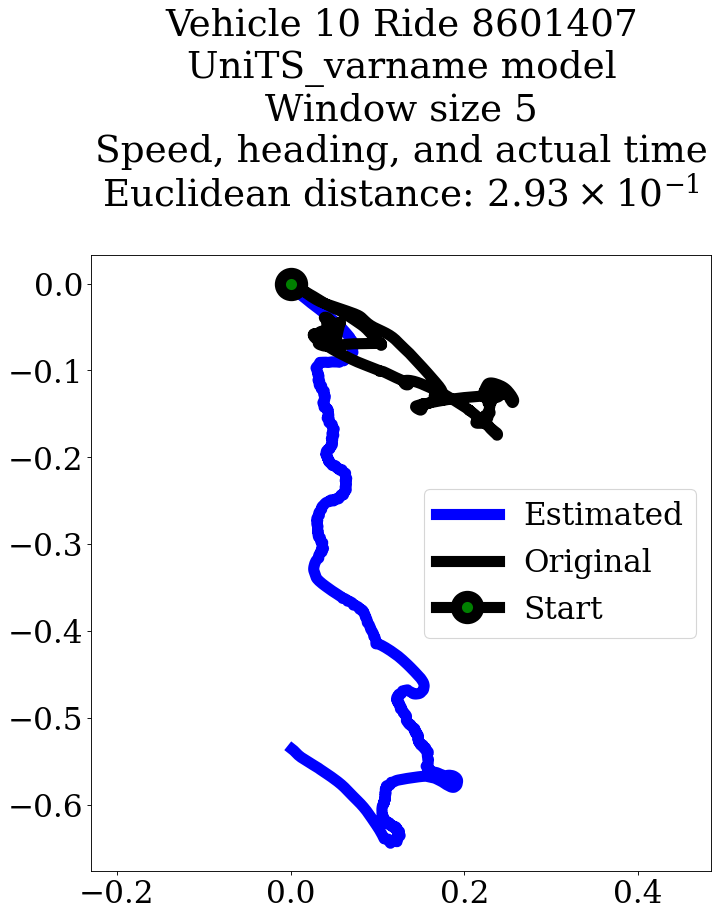 Vehicle 10 Ride 8601407
UniTS_varname model
Window size 5
Speed, heading, and actual time
Euclidean distance: 2.93 × 10⁻¹
0.0
−0.1
−0.2
−0.3
−0.4
−0.5
−0.6
Estimated
Original
Start
−0.2 0.0 0.2 0.4